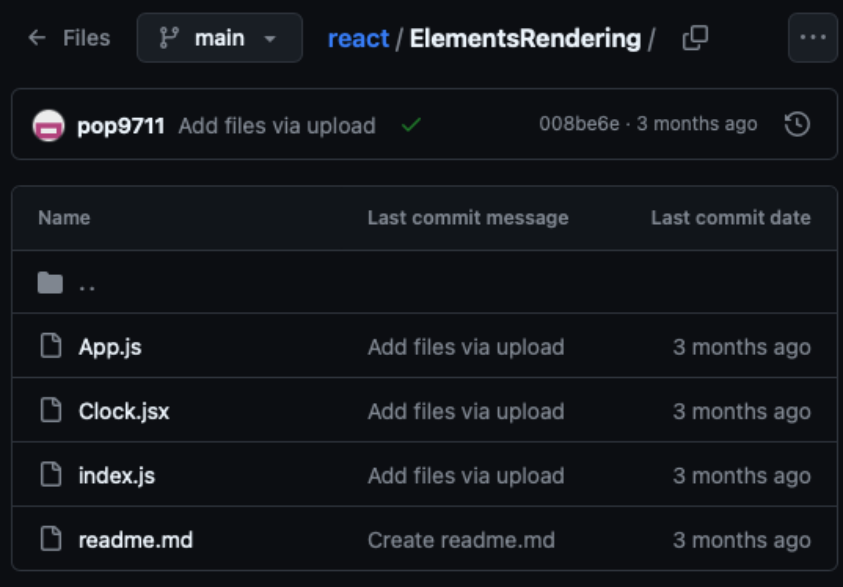 Files main react / ElementsRendering /
pop9711 Add files via upload 008be6e · 3 months ago
Name Last commit message Last commit date
..
App.js Add files via upload 3 months ago
Clock.jsx Add files via upload 3 months ago
index.js Add files via upload 3 months ago
readme.md Create readme.md 3 months ago